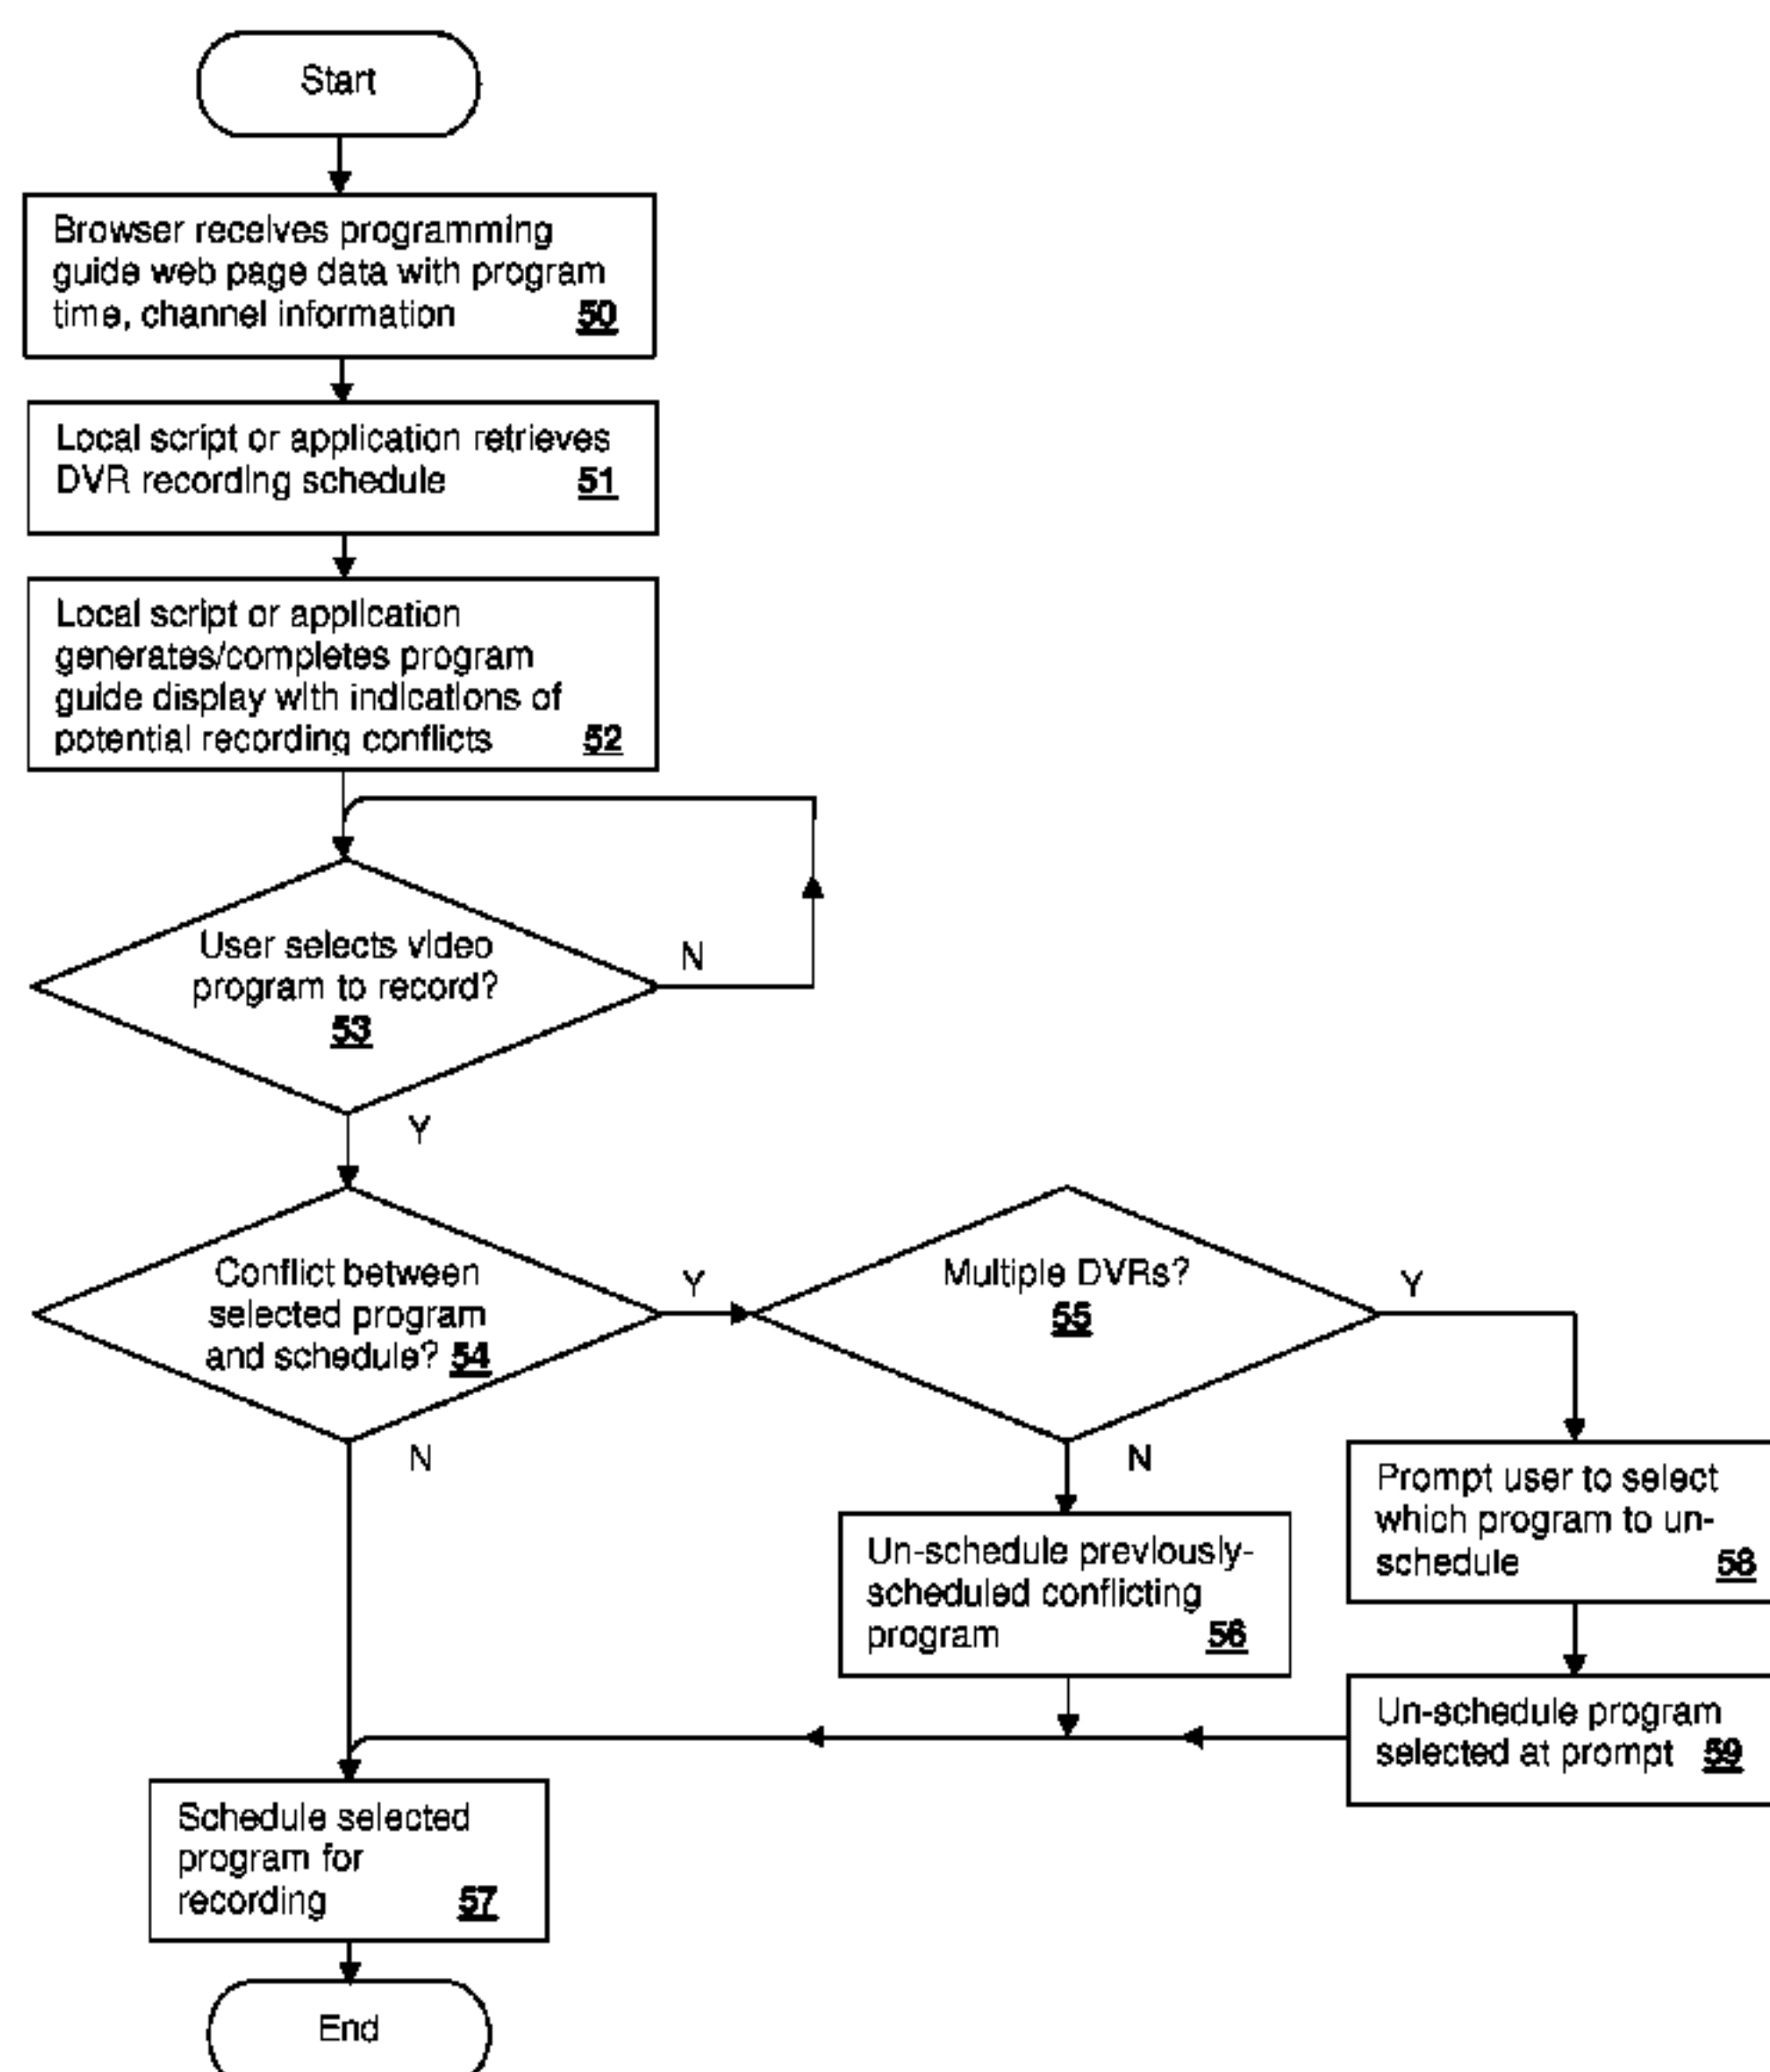 Start
Browser receives programming
guide web page data with program
time, channel information 50
Local script or application retrieves
DVR recording schedule 51
Local script or application
generates/completes program
guide display with indications of
potential recording conflicts 52
User selects video
program to record?
53
N
Y
Conflict between
selected program
and schedule? 54
Y
N
Multiple DVRs?
55
Y
N
Prompt user to select
which program to un-
schedule 58
Un-schedule previously-
scheduled conflicting
program 56
Un-schedule program
selected at prompt 59
Schedule selected
program for
recording 57
End